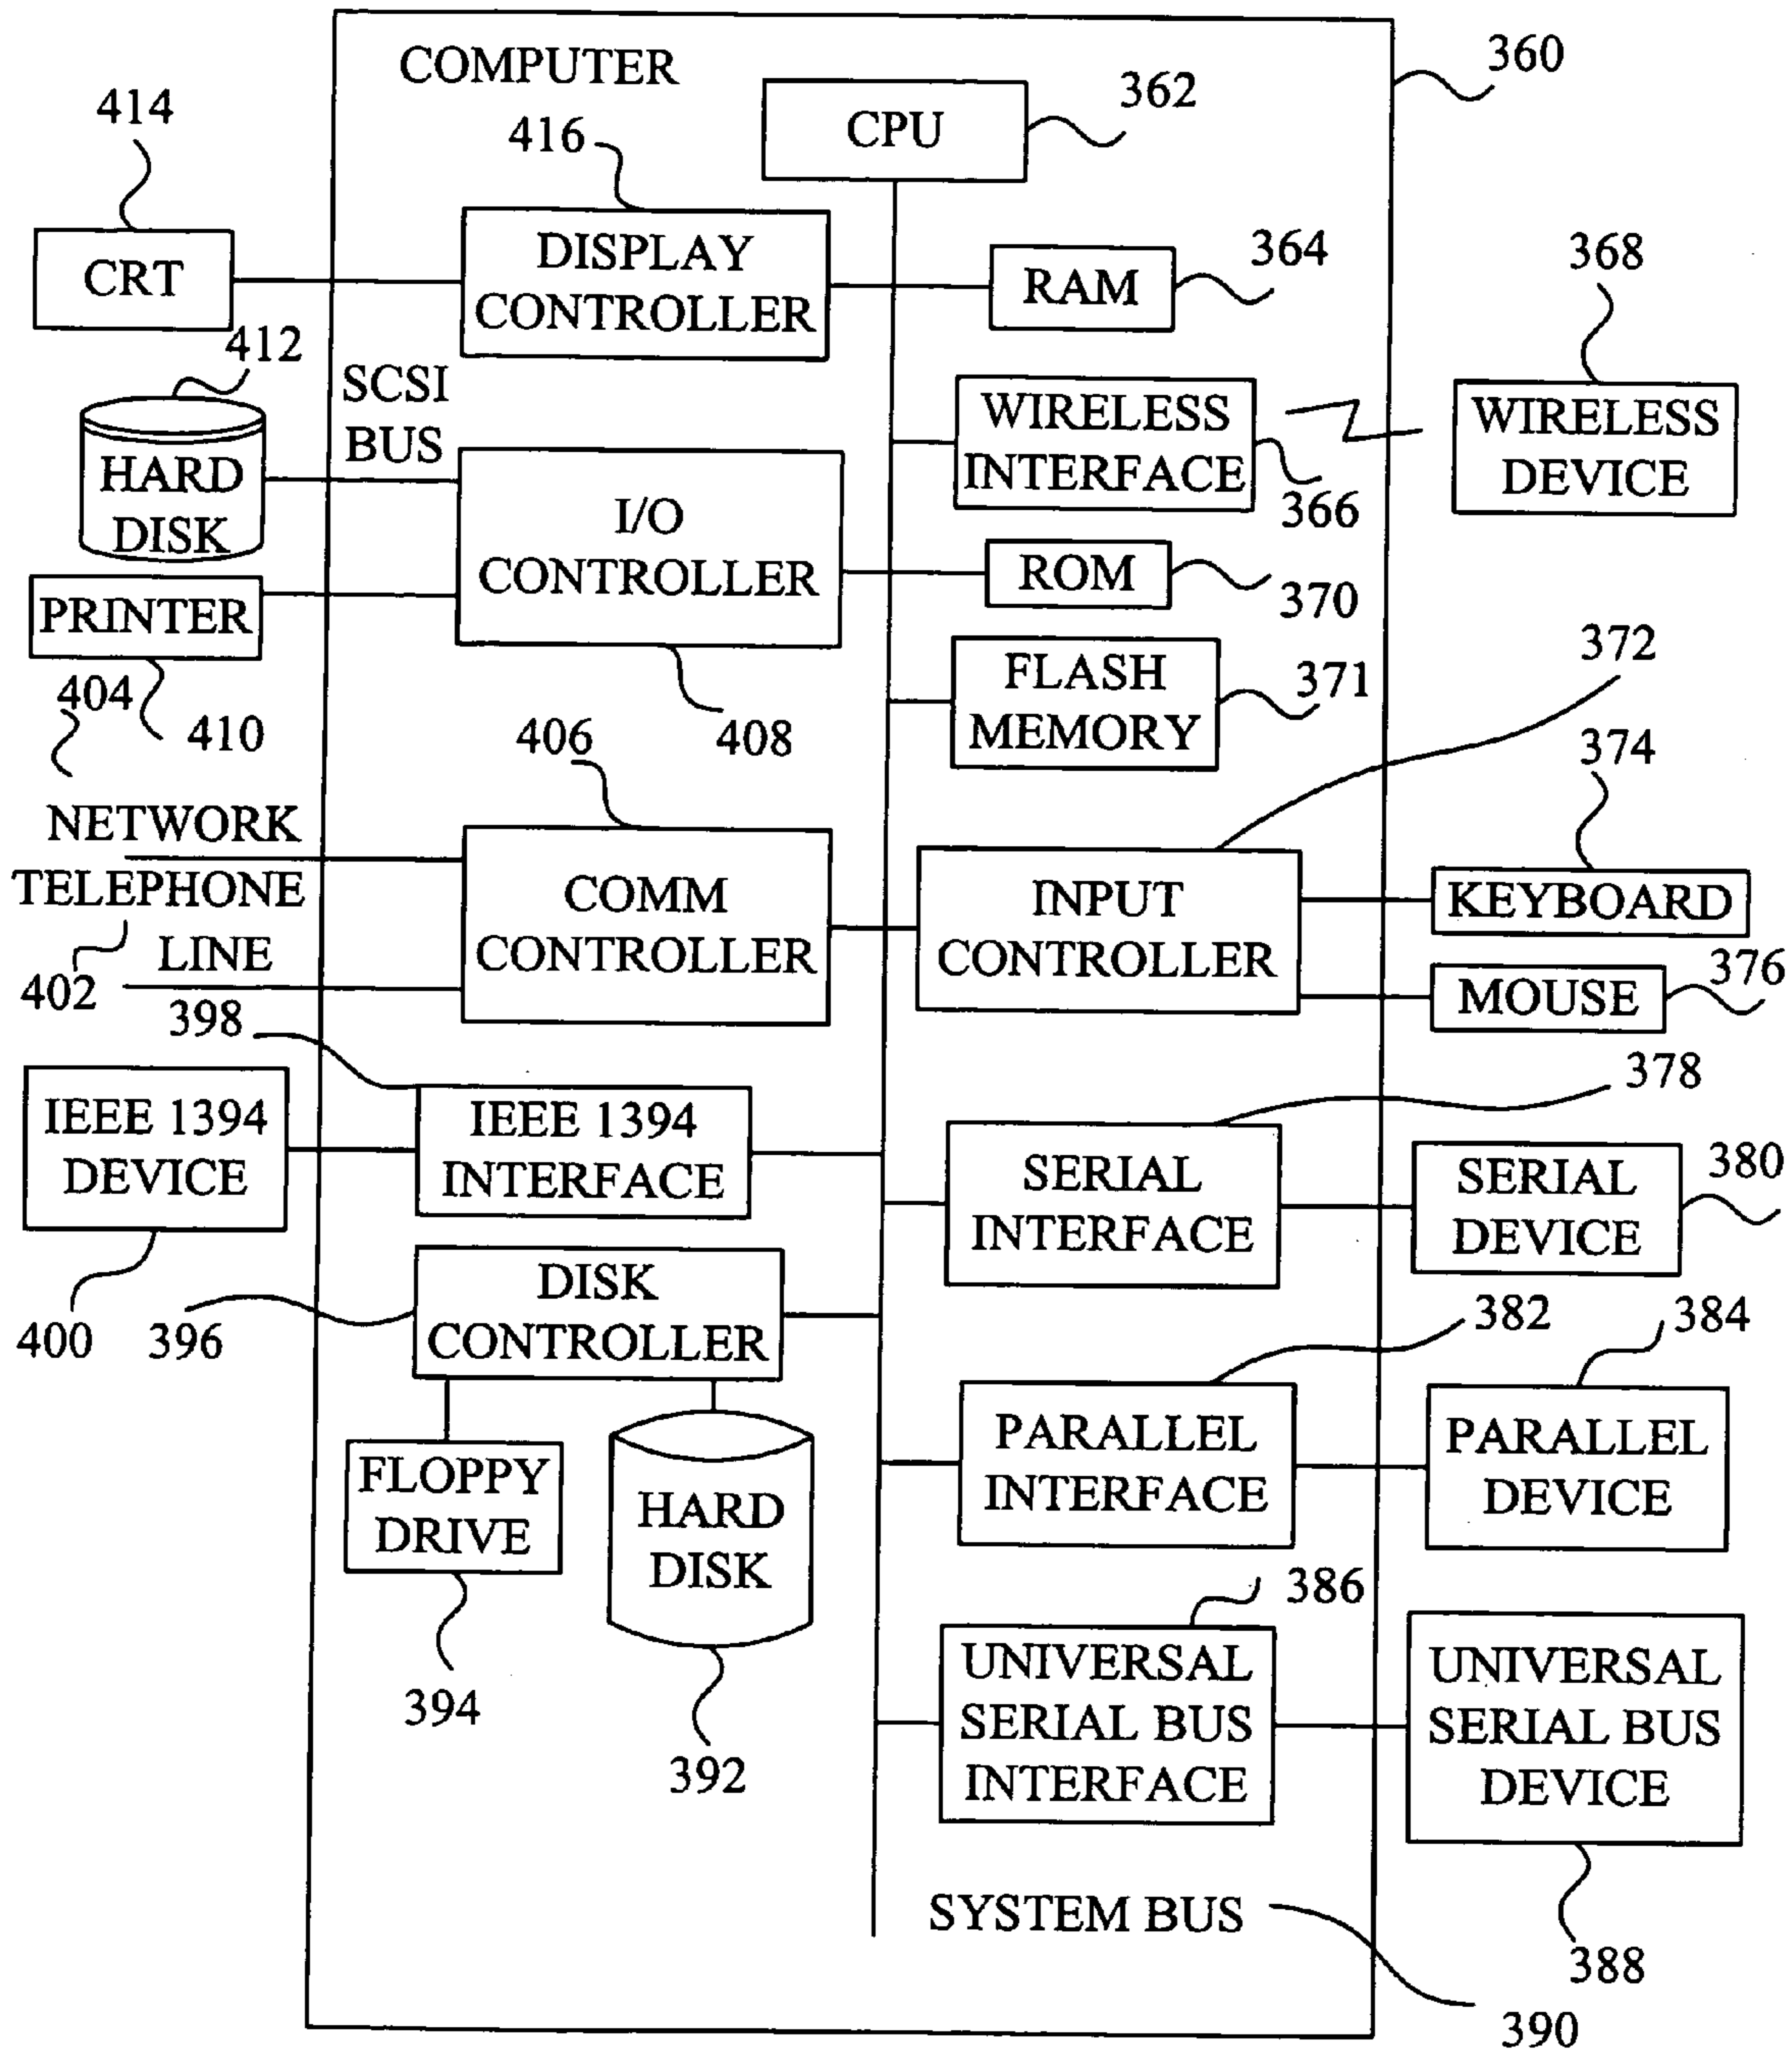 COMPUTER
360
362
CPU
414
416
CRT
DISPLAY
CONTROLLER
RAM
364
368
412
SCSI
BUS
HARD
DISK
I/O
CONTROLLER
WIRELESS
INTERFACE
366
WIRELESS
DEVICE
PRINTER
ROM
370
404
410
408
FLASH
MEMORY
371
372
374
406
NETWORK
TELEPHONE
LINE
402
COMM
CONTROLLER
INPUT
CONTROLLER
KEYBOARD
MOUSE
376
398
378
IEEE 1394
DEVICE
IEEE 1394
INTERFACE
SERIAL
INTERFACE
SERIAL
DEVICE
380
400
396
DISK
CONTROLLER
382
384
FLOPPY
DRIVE
HARD
DISK
PARALLEL
INTERFACE
PARALLEL
DEVICE
394
392
386
UNIVERSAL
SERIAL BUS
INTERFACE
UNIVERSAL
SERIAL BUS
DEVICE
SYSTEM BUS
388
390